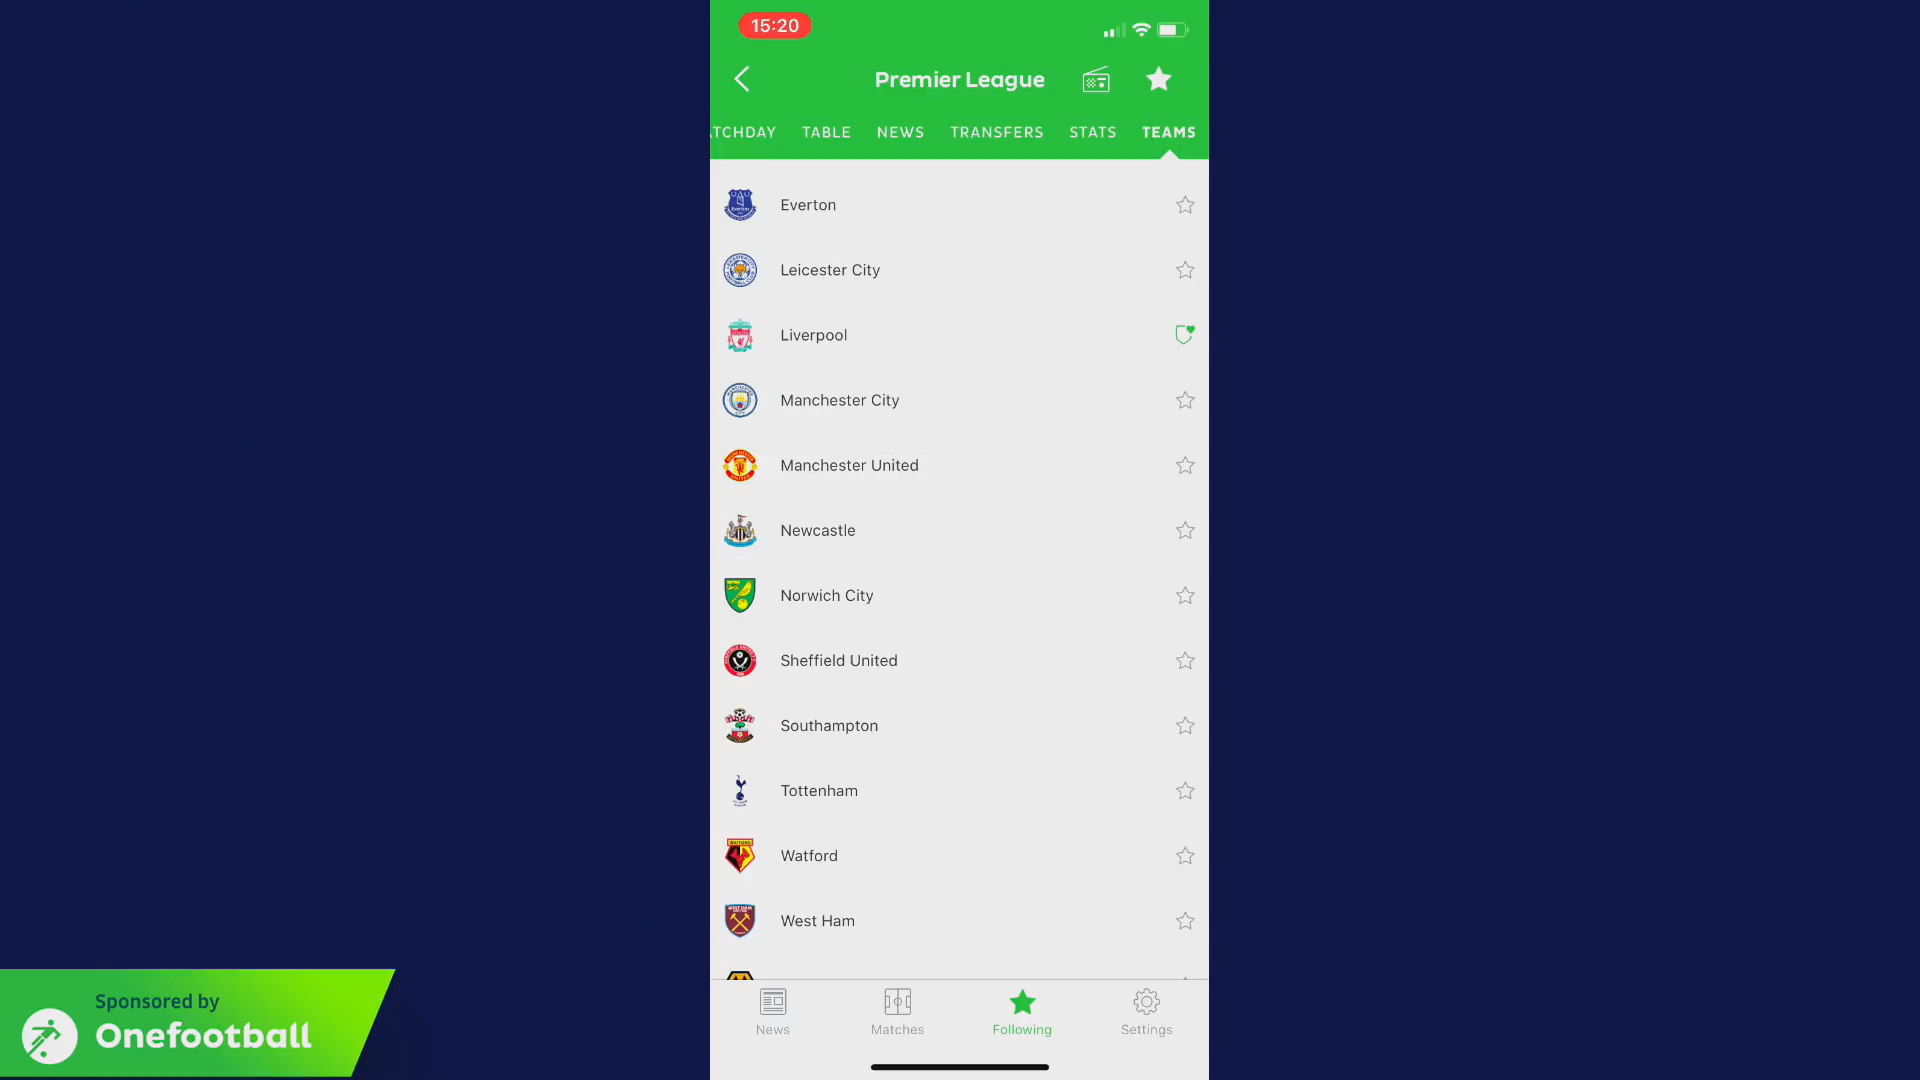 15:20
Premier League
TCHDAY TABLE NEWS TRANSFERS STATS TEAMS
Everton
Leicester City
Liverpool
Manchester City
Manchester United
Newcastle
Norwich City
Sheffield United
Southampton
Tottenham
Watford
West Ham
News Matches Following Settings
Sponsored by
Onefootball